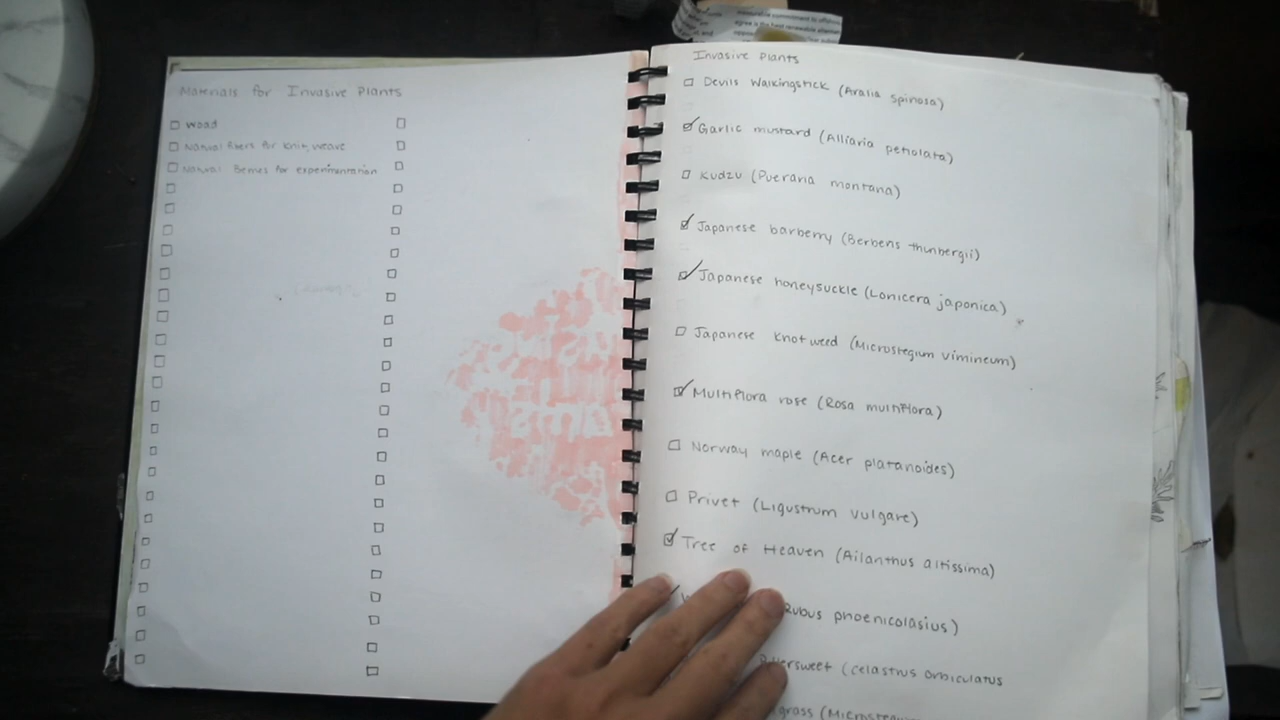 Materials for Invasive Plants
Woad
Natural fibers for knit, weave
Natural Berries for experimentation
Invasive Plants
Devils Walkingstick (Aralia spinosa)
Garlic mustard (Alliaria petiolata)
Kudzu (Pueraria montana)
Japanese barberry (Berberis thunbergii)
Japanese honeysuckle (Lonicera japonica)
Japanese knotweed (Microstegium vimineum)
Multiflora rose (Rosa multiflora)
Norway maple (Acer platanoides)
Privet (Ligustrum vulgare)
Tree of Heaven (Ailanthus altissima)
Rubus phoenicolasius)
(celastrus orbiculatus